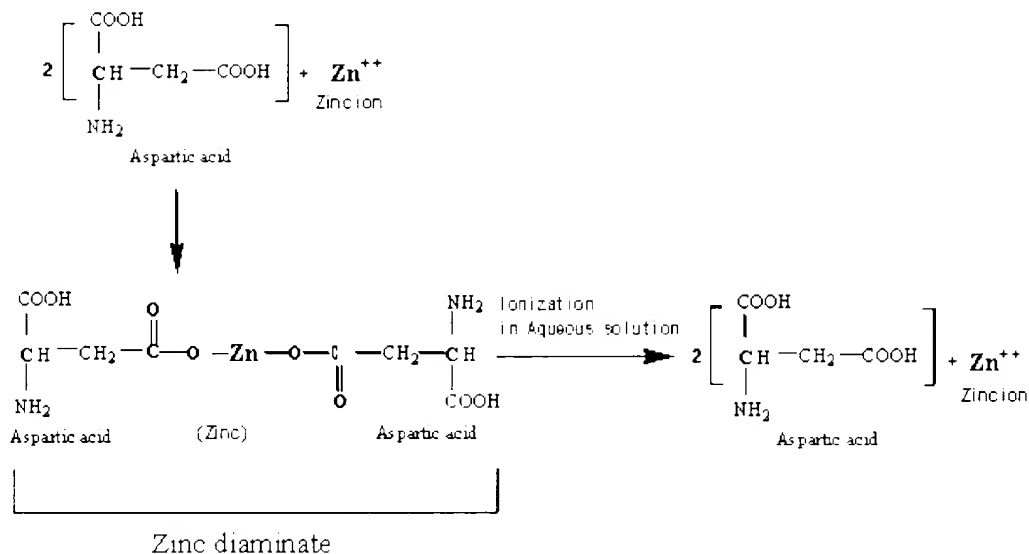 COOH
2 CH — CH₂ — COOH + Zn⁺⁺
Zinc ion
NH₂
Aspartic acid
COOH O NH₂ Ionization
in Aqueous solution
CH — CH₂ — C — O — Zn — O — C — CH₂ — CH
NH₂ O COOH
Aspartic acid (Zinc) Aspartic acid
COOH
2 CH — CH₂ — COOH + Zn⁺⁺
Zinc ion
NH₂
Aspartic acid
Zinc diaminate